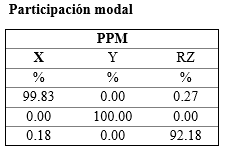 Participación modal
PPM
X Y RZ
% % %
99.83 0.00 0.27
0.00 100.00 0.00
0.18 0.00 92.18